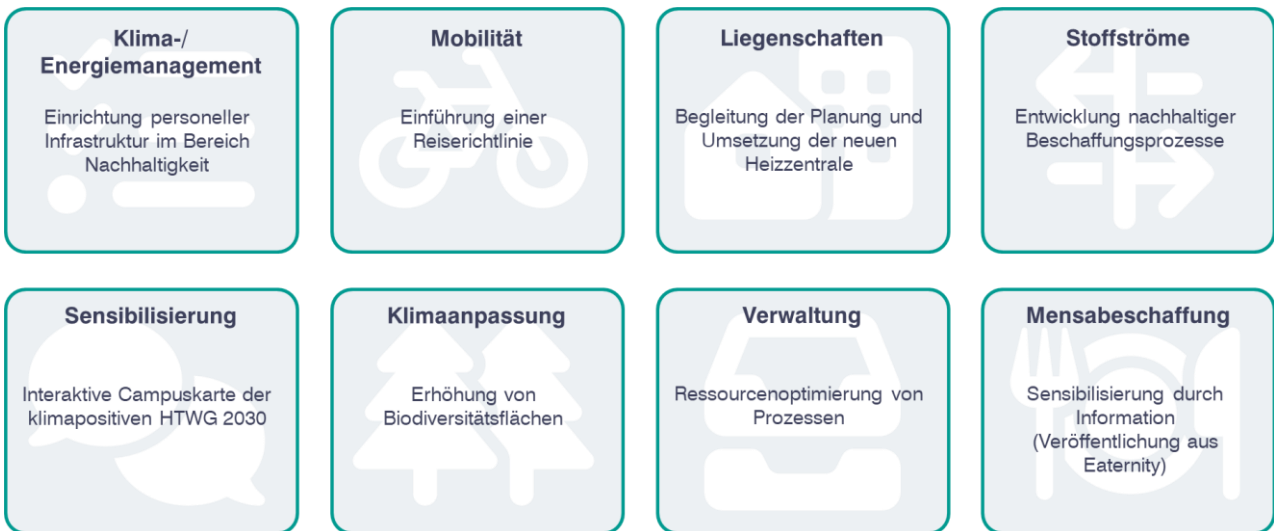 Klima-/
Energiemanagement
Einrichtung personeller
Infrastruktur im Bereich
Nachhaltigkeit
Mobilität
Einführung einer
Reiserichtlinie
Liegenschaften
Begleitung der Planung und
Umsetzung der neuen
Heizzentrale
Stoffströme
Entwicklung nachhaltiger
Beschaffungsprozesse
Sensibilisierung
Interaktive Campuskarte der
klimapositiven HTWG 2030
Klimaanpassung
Erhöhung von
Biodiversitätsflächen
Verwaltung
Ressourcenoptimierung von
Prozessen
Mensabeschaffung
Sensibilisierung durch
Information
(Veröffentlichung aus
Eaternity)